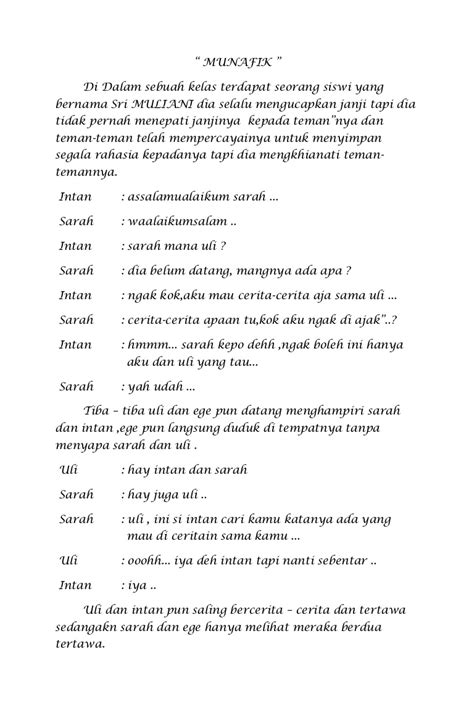 “ MUNAFIK ”
Di Dalam sebuah kelas terdapat seorang siswi yang
bernama Sri MULIANI dia selalu mengucapkan janji tapi dia
tidak pernah menepati janjinya kepada teman”nya dan
teman-teman telah mempercayainya untuk menyimpan
segala rahasia kepadanya tapi dia mengkhianati teman-
temannya.
Intan : assalamualaikum sarah ...
Sarah : waalaikumsalam ..
Intan : sarah mana uli ?
Sarah : dia belum datang, mangnya ada apa ?
Intan : ngak kok,aku mau cerita-cerita aja sama uli ...
Sarah : cerita-cerita apaan tu,kok aku ngak di ajak”..?
Intan : hmmm... sarah kepo dehh ,ngak boleh ini hanya
aku dan uli yang tau...
Sarah : yah udah ...
Tiba – tiba uli dan ege pun datang menghampiri sarah
dan intan ,ege pun langsung duduk di tempatnya tanpa
menyapa sarah dan uli .
Uli : hay intan dan sarah
Sarah : hay juga uli ..
Sarah : uli , ini si intan cari kamu katanya ada yang
mau di ceritain sama kamu ...
Uli : ooohh... iya deh intan tapi nanti sebentar ..
Intan : iya ..
Uli dan intan pun saling bercerita – cerita dan tertawa
sedangakn sarah dan ege hanya melihat meraka berdua
tertawa.